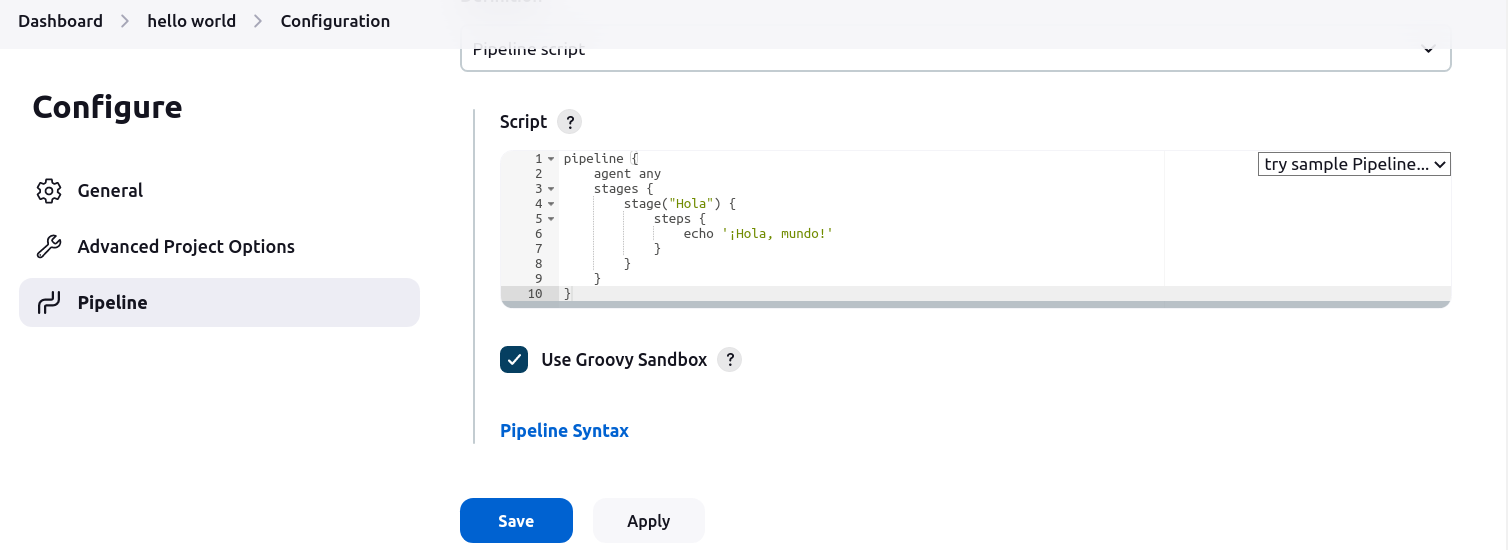 Dashboard > hello world > Configuration
Pipeline script
Configure
General
Advanced Project Options
Pipeline
Script ?
try sample Pipeline...
1 pipeline {
2     agent any
3     stages {
4         stage("Hola") {
5             steps {
6                 echo '¡Hola, mundo!'
7             }
8         }
9     }
10 }
Use Groovy Sandbox ?
Pipeline Syntax
Save
Apply